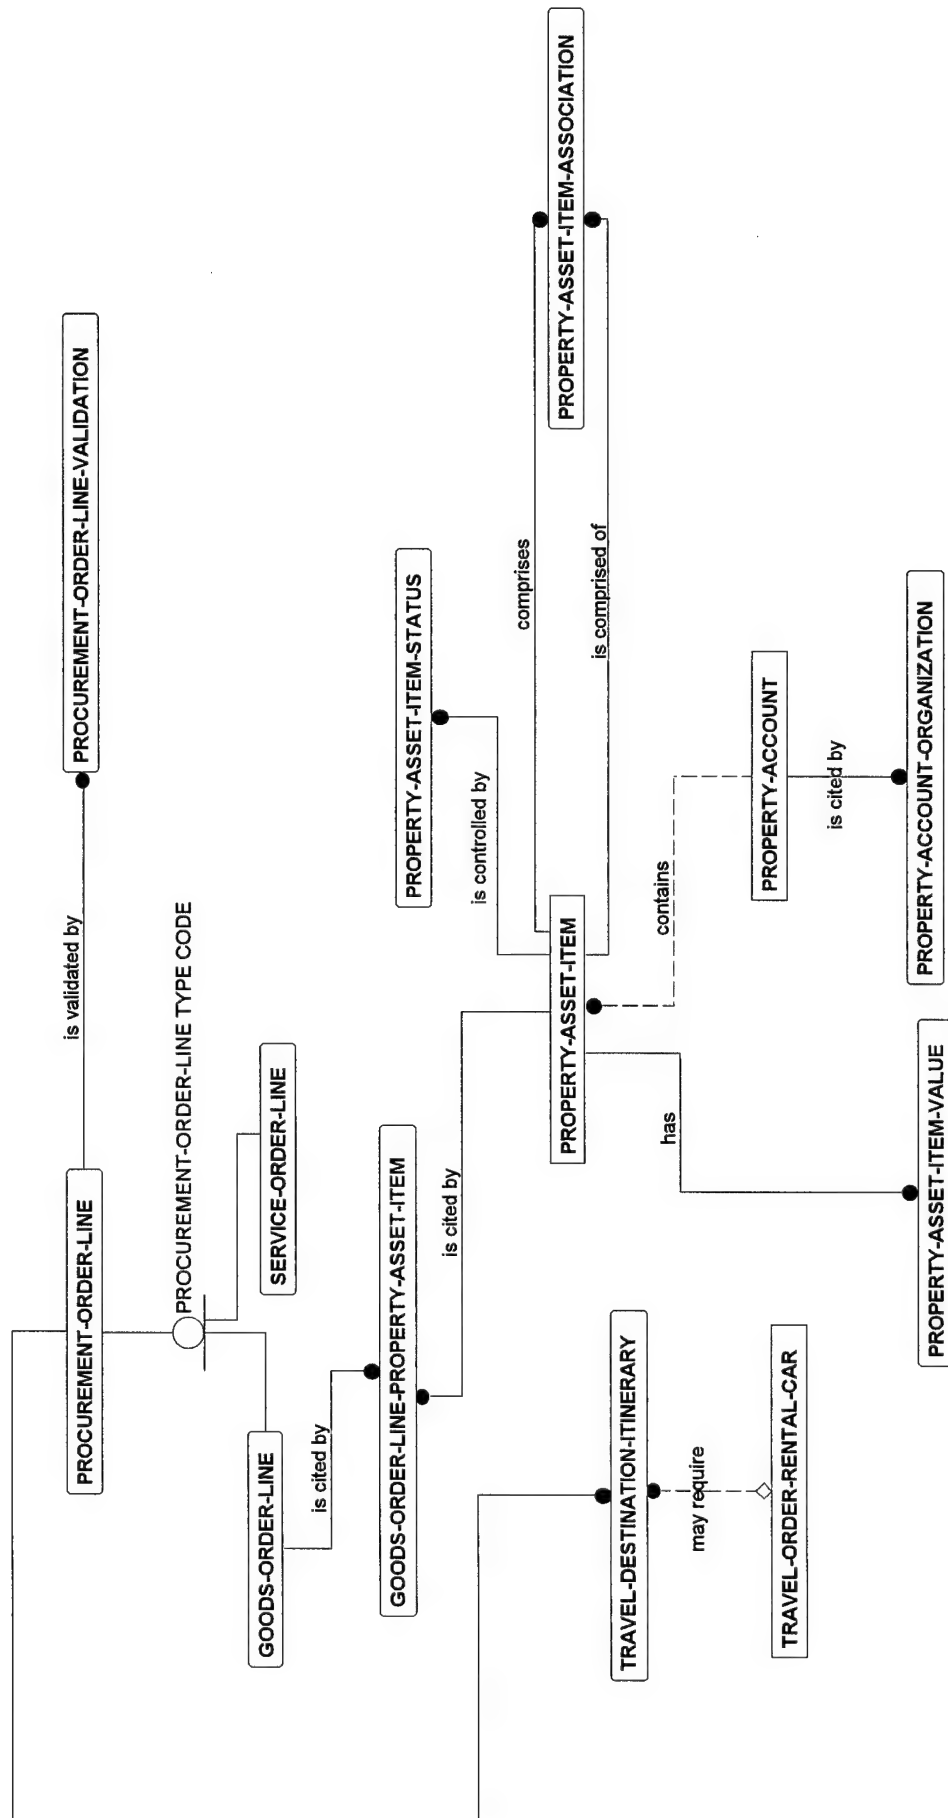 PROCUREMENT-ORDER-LINE
is validated by
PROCUREMENT-ORDER-LINE-VALIDATION
PROCUREMENT-ORDER-LINE TYPE CODE
GOODS-ORDER-LINE
SERVICE-ORDER-LINE
is cited by
GOODS-ORDER-LINE-PROPERTY-ASSET-ITEM
PROPERTY-ASSET-ITEM-STATUS
is cited by
is controlled by
comprises
PROPERTY-ASSET-ITEM
PROPERTY-ASSET-ITEM-ASSOCIATION
is comprised of
TRAVEL-DESTINATION-ITINERARY
has
contains
may require
PROPERTY-ACCOUNT
TRAVEL-ORDER-RENTAL-CAR
is cited by
PROPERTY-ASSET-ITEM-VALUE
PROPERTY-ACCOUNT-ORGANIZATION